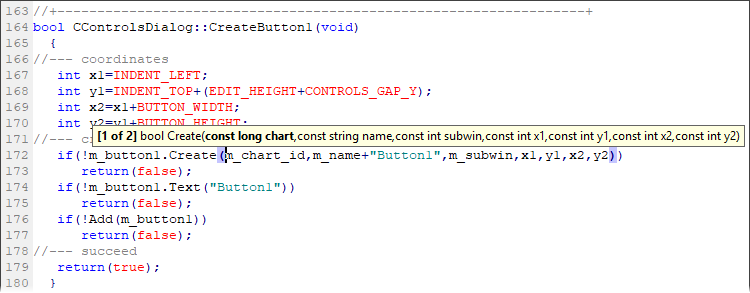 163 //+------------------------------------------------------------------+
164 bool CControlsDialog::CreateButton1(void)
165 {
166 //--- coordinates
167 int x1=INDENT_LEFT;
168 int y1=INDENT_TOP+(EDIT_HEIGHT+CONTROLS_GAP_Y);
169 int x2=x1+BUTTON_WIDTH;
170 int y2=y1+BUTTON_HEIGHT;
[1 of 2] bool Create(const long chart,const string name,const int subwin,const int x1,const int y1,const int x2,const int y2)
171 //--- c
172 if(!m_button1.Create(m_chart_id,m_name+"Button1",m_subwin,x1,y1,x2,y2))
173 return(false);
174 if(!m_button1.Text("Button1"))
175 return(false);
176 if(!Add(m_button1))
177 return(false);
178 //--- succeed
179 return(true);
180 }